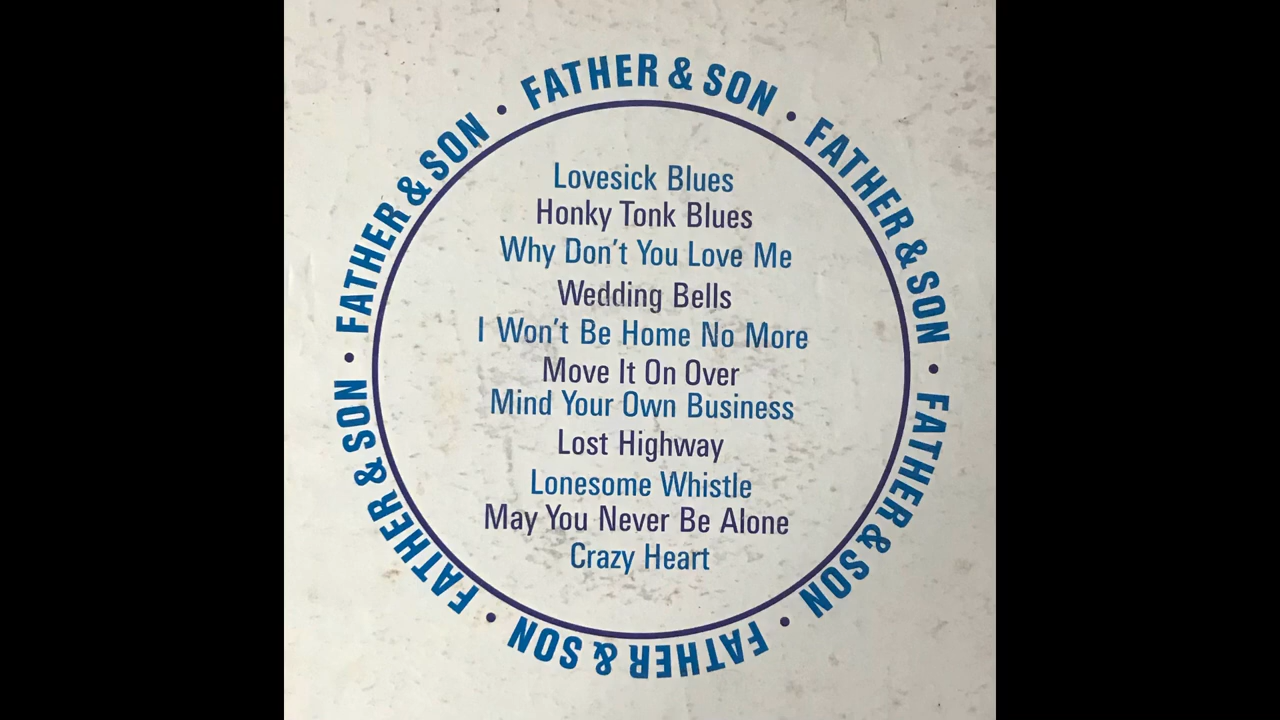 FATHER & SON • FATHER & SON • FATHER & SON • FATHER & SON • FATHER & SON • FATHER & SON •
Lovesick Blues
Honky Tonk Blues
Why Don't You Love Me
Wedding Bells
I Won't Be Home No More
Move It On Over
Mind Your Own Business
Lost Highway
Lonesome Whistle
May You Never Be Alone
Crazy Heart